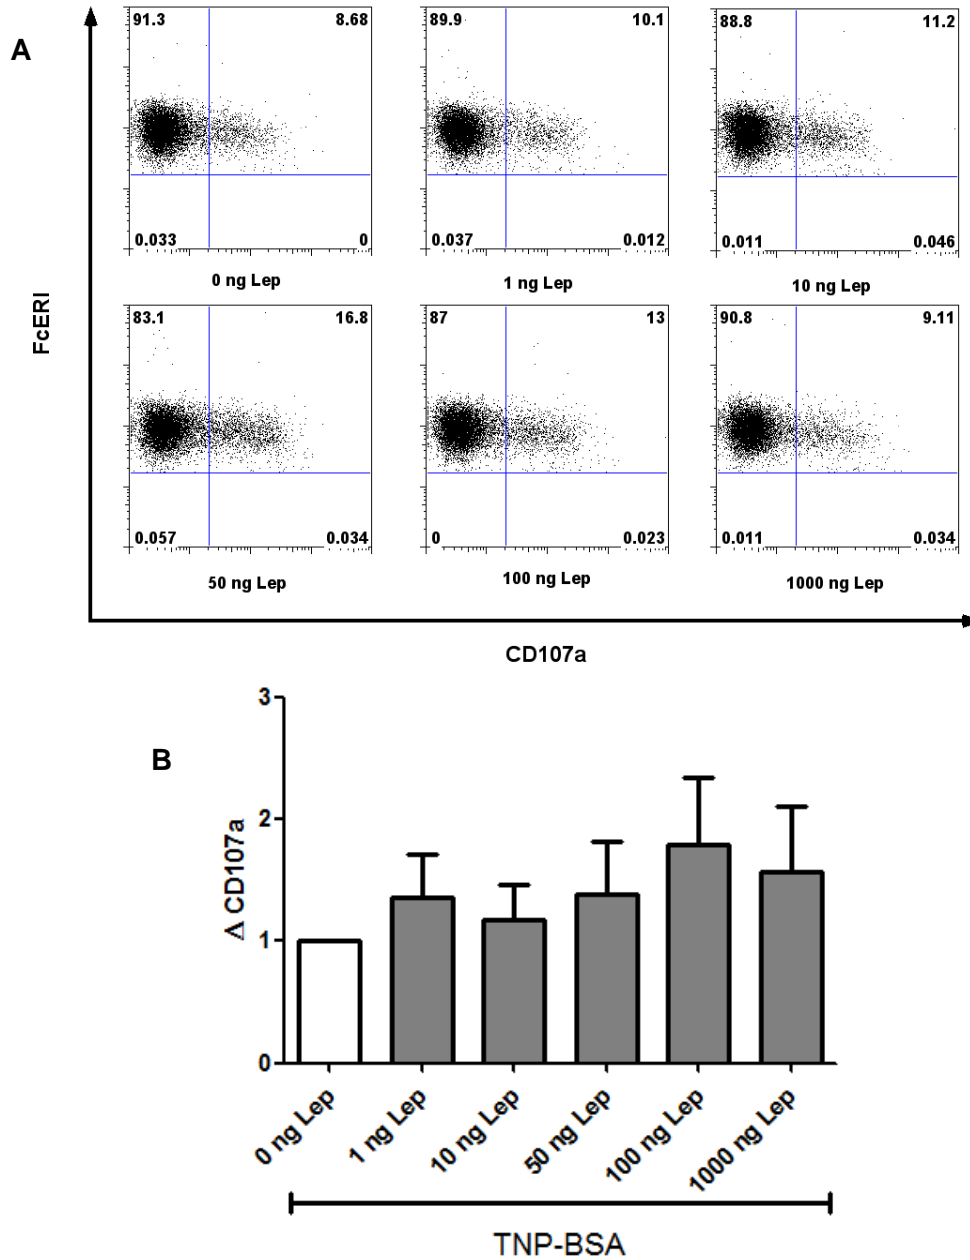 A
91.3 8.68
0.033 0
0 ng Lep
89.9 10.1
0.037 0.012
1 ng Lep
88.8 11.2
0.011 0.046
10 ng Lep
FcERI
83.1 16.8
0.057 0.034
50 ng Lep
87 13
0 0.023
100 ng Lep
90.8 9.11
0.011 0.034
1000 ng Lep
CD107a
B
Δ CD107a
3
2
1
0
0 ng Lep
1 ng Lep
10 ng Lep
50 ng Lep
100 ng Lep
1000 ng Lep
TNP-BSA